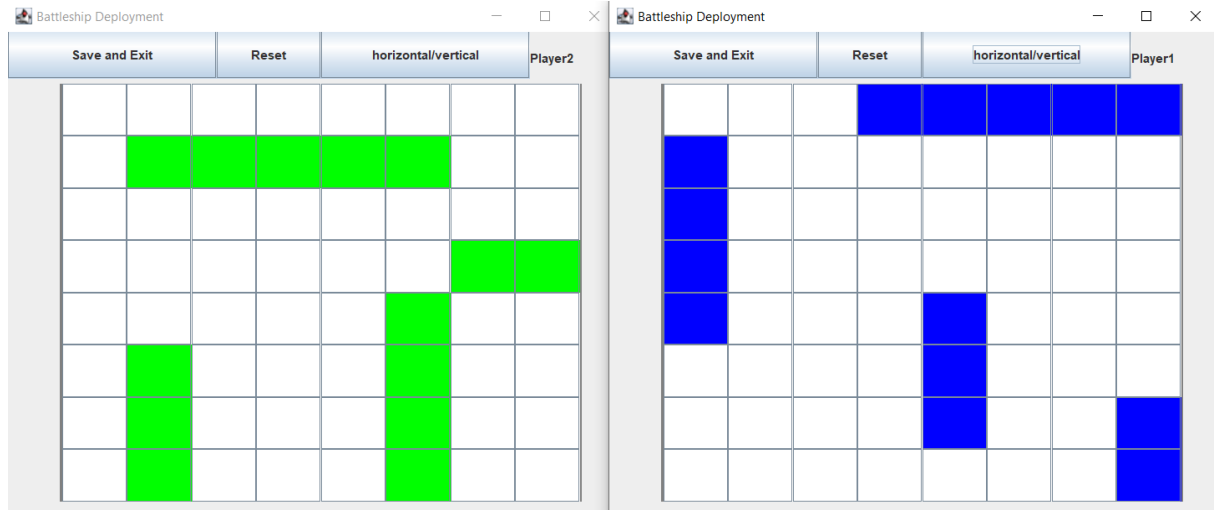 Battleship Deployment
Save and Exit Reset horizontal/vertical Player2
Battleship Deployment
Save and Exit Reset horizontal/vertical Player1